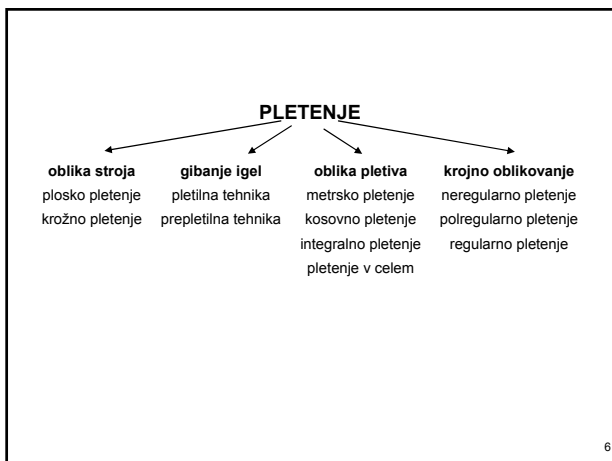 PLETENJE
oblika stroja
plosko pletenje
krožno pletenje
gibanje igel
pletilna tehnika
prepletilna tehnika
oblika pletiva
metrsko pletenje
kosovno pletenje
integralno pletenje
pletenje v celem
krojno oblikovanje
neregularno pletenje
polregularno pletenje
regularno pletenje
6